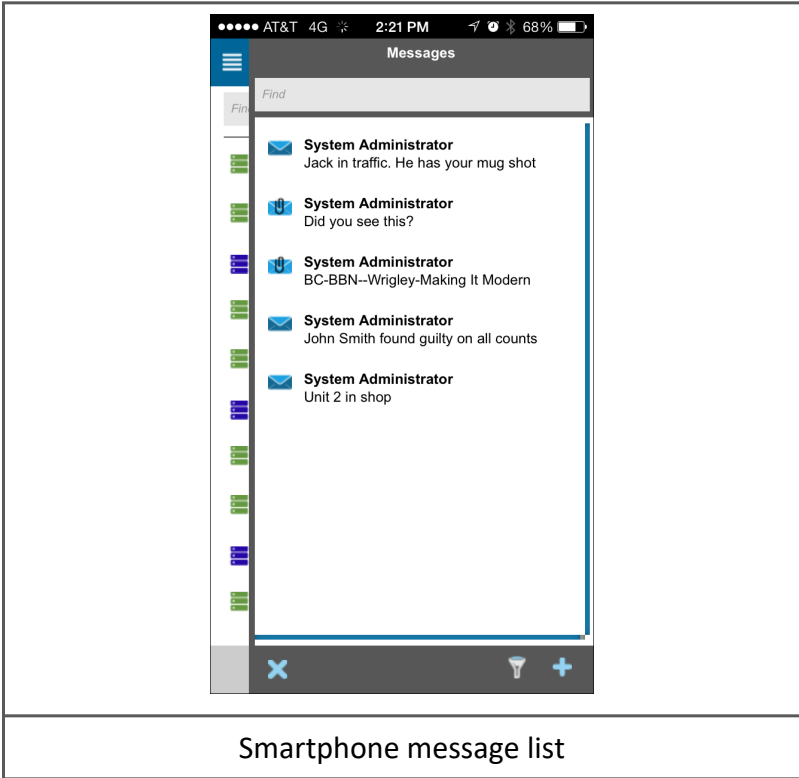 AT&T 4G 2:21 PM 68%
Messages
Find
Fin
System Administrator
Jack in traffic. He has your mug shot
System Administrator
Did you see this?
System Administrator
BC-BBN--Wrigley-Making It Modern
System Administrator
John Smith found guilty on all counts
System Administrator
Unit 2 in shop
Smartphone message list